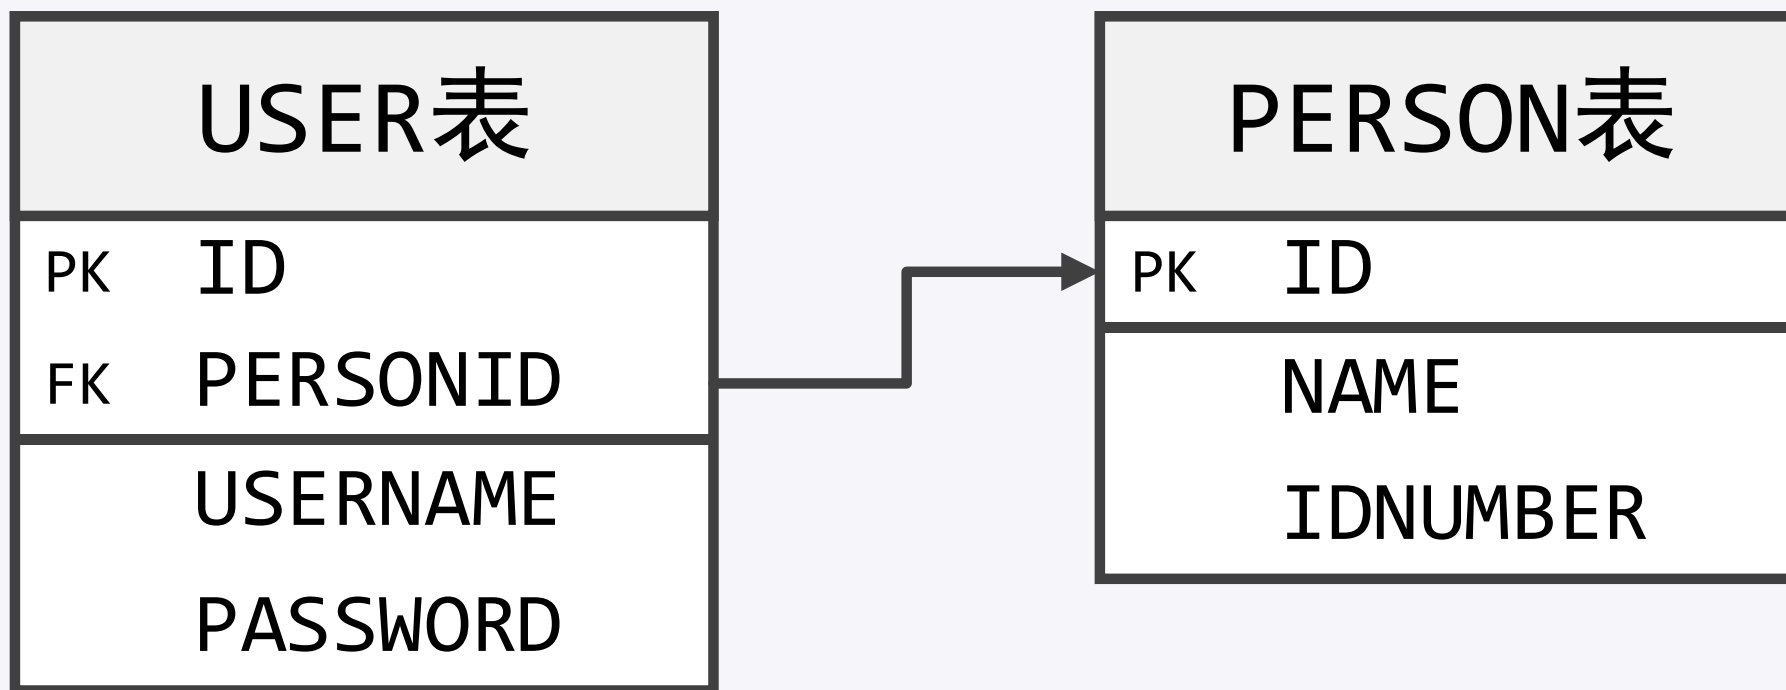 USER表
PK ID
FK PERSONID
USERNAME
PASSWORD
PERSON表
PK ID
NAME
IDNUMBER